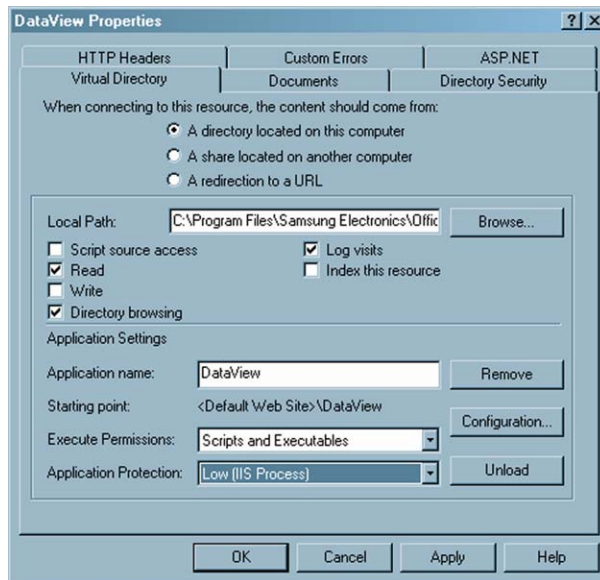 DataView Properties
HTTP Headers Custom Errors ASP.NET
Virtual Directory Documents Directory Security
When connecting to this resource, the content should come from:
A directory located on this computer
A share located on another computer
A redirection to a URL
Local Path: C:\Program Files\Samsung Electronics\Offic Browse...
Script source access Log visits
Read Index this resource
Write
Directory browsing
Application Settings
Application name: DataView Remove
Starting point: <Default Web Site>\DataView
Configuration...
Execute Permissions: Scripts and Executables
Application Protection: Low (IIS Process) Unload
OK Cancel Apply Help